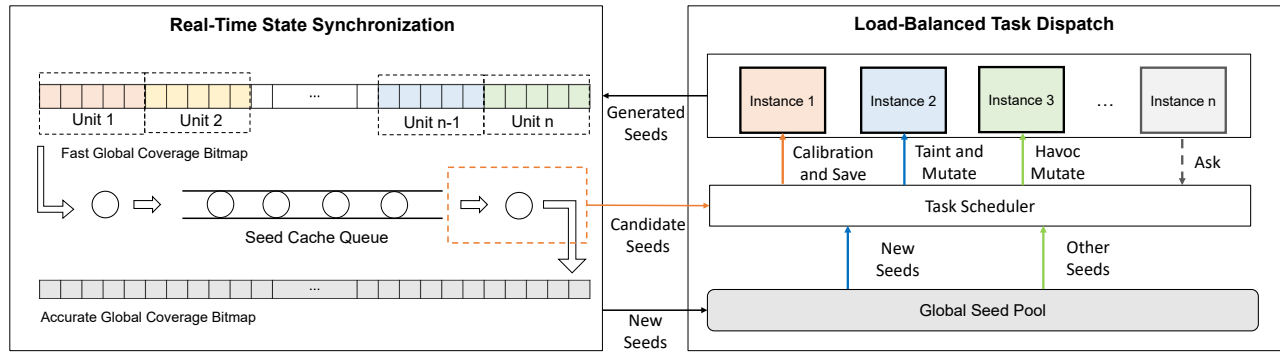 Real-Time State Synchronization
...
Unit 1
Unit 2
Unit n-1
Unit n
Fast Global Coverage Bitmap
Seed Cache Queue
...
Accurate Global Coverage Bitmap
Generated
Seeds
Candidate
Seeds
New
Seeds
Load-Balanced Task Dispatch
Instance 1
Instance 2
Instance 3
...
Instance n
Calibration
and Save
Taint and
Mutate
Havoc
Mutate
Ask
Task Scheduler
New
Seeds
Other
Seeds
Global Seed Pool